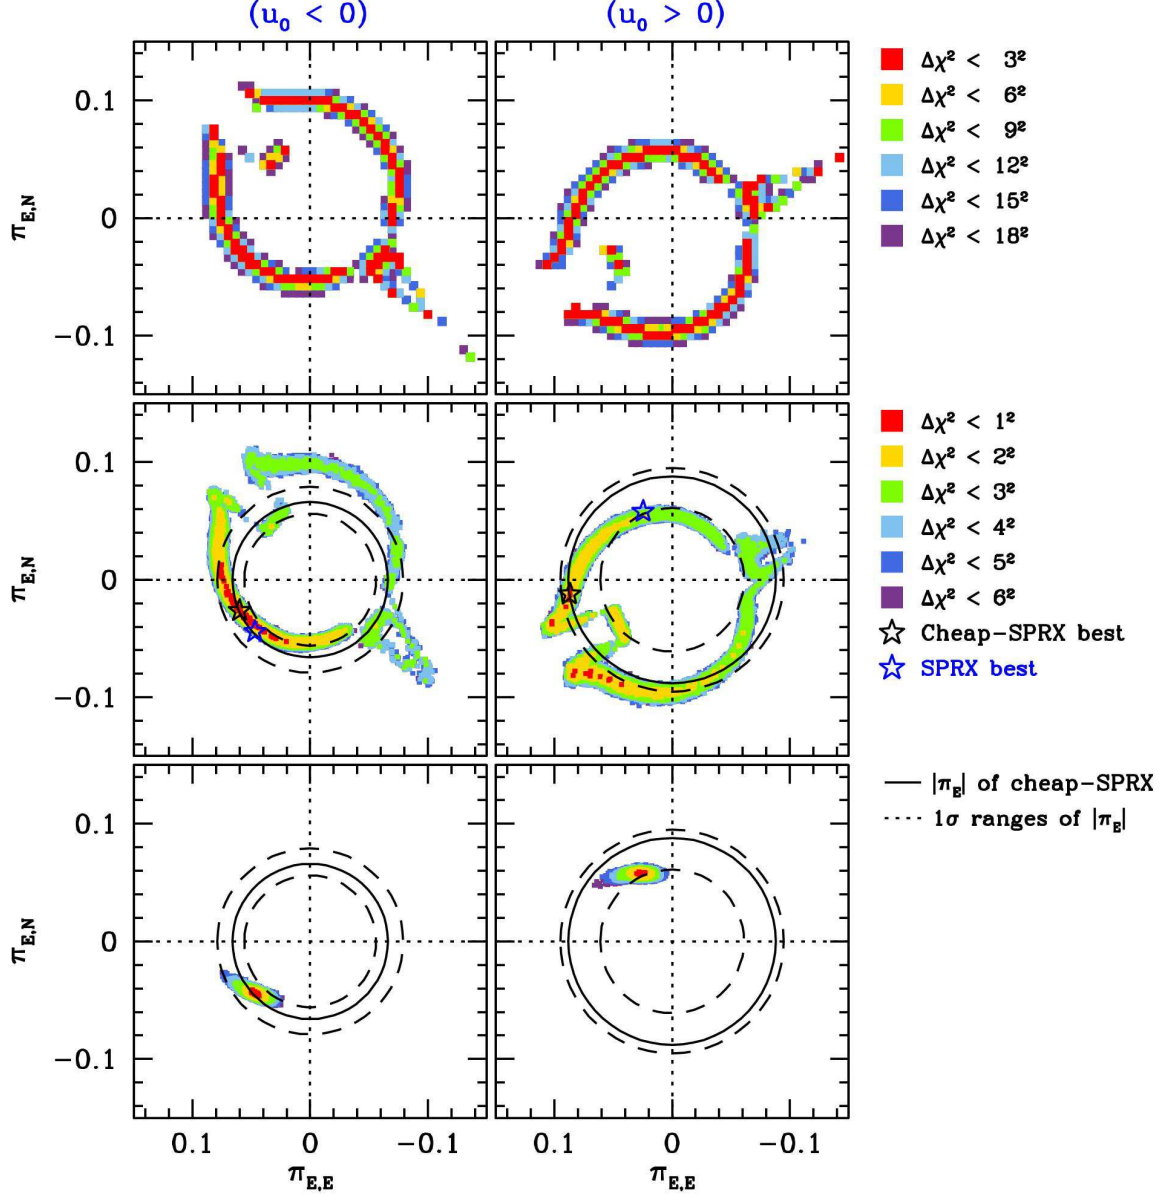 (u₀ < 0)
(u₀ > 0)
0.1
0
−0.1
π_E,N
Δχ² < 3²
Δχ² < 6²
Δχ² < 9²
Δχ² < 12²
Δχ² < 15²
Δχ² < 18²
0.1
0
−0.1
π_E,N
Δχ² < 1²
Δχ² < 2²
Δχ² < 3²
Δχ² < 4²
Δχ² < 5²
Δχ² < 6²
Cheap-SPRX best
SPRX best
0.1
0
−0.1
π_E,N
|π_E| of cheap-SPRX
1σ ranges of |π_E|
0.1 0 −0.1
0.1 0 −0.1
π_E,E
π_E,E